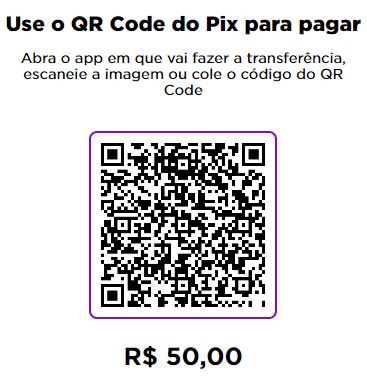 Use o QR Code do Pix para pagar
Abra o app em que vai fazer a transferência,
escaneie a imagem ou cole o código do QR
Code
R$ 50,00